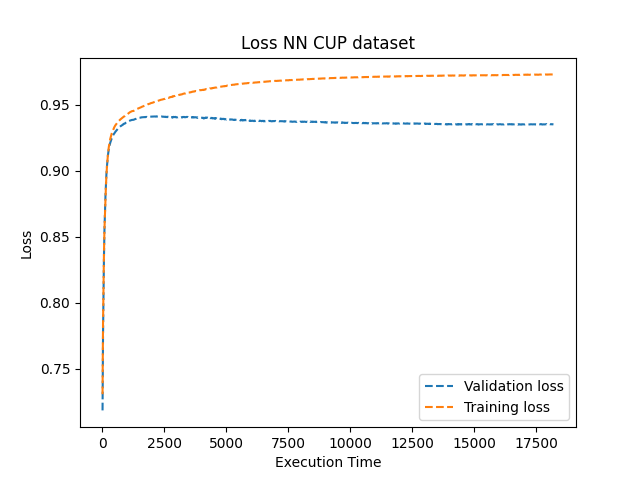 Loss NN CUP dataset
Loss
0.95
0.90
0.85
0.80
0.75
0 2500 5000 7500 10000 12500 15000 17500
Execution Time
Validation loss
Training loss